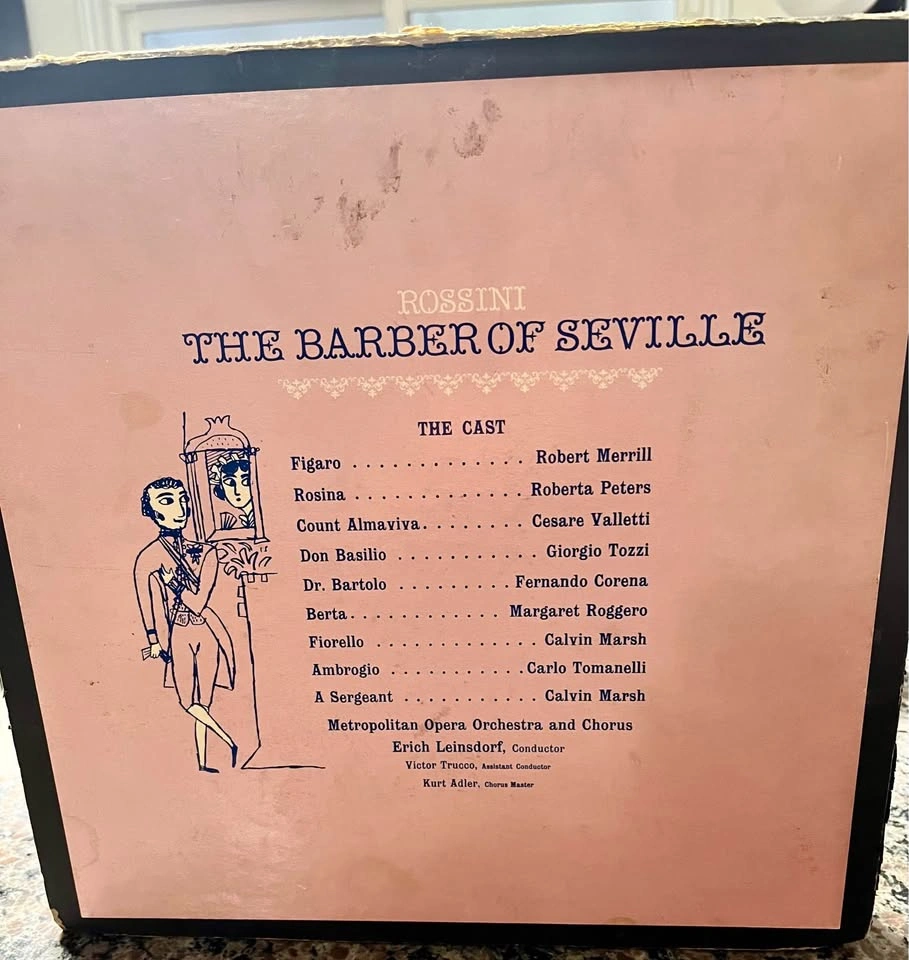 ROSSINI
THE BARBER OF SEVILLE
THE CAST
Figaro . . . . . . . . . . . . . Robert Merrill
Rosina . . . . . . . . . . . . . Roberta Peters
Count Almaviva . . . . . . . . Cesare Valletti
Don Basilio . . . . . . . . . . . Giorgio Tozzi
Dr. Bartolo . . . . . . . . . Fernando Corena
Berta . . . . . . . . . . . . Margaret Roggero
Fiorello . . . . . . . . . . . . Calvin Marsh
Ambrogio . . . . . . . . . . . Carlo Tomanelli
A Sergeant . . . . . . . . . . Calvin Marsh
Metropolitan Opera Orchestra and Chorus
Erich Leinsdorf, Conductor
Victor Trucco, Assistant Conductor
Kurt Adler, Chorus Master